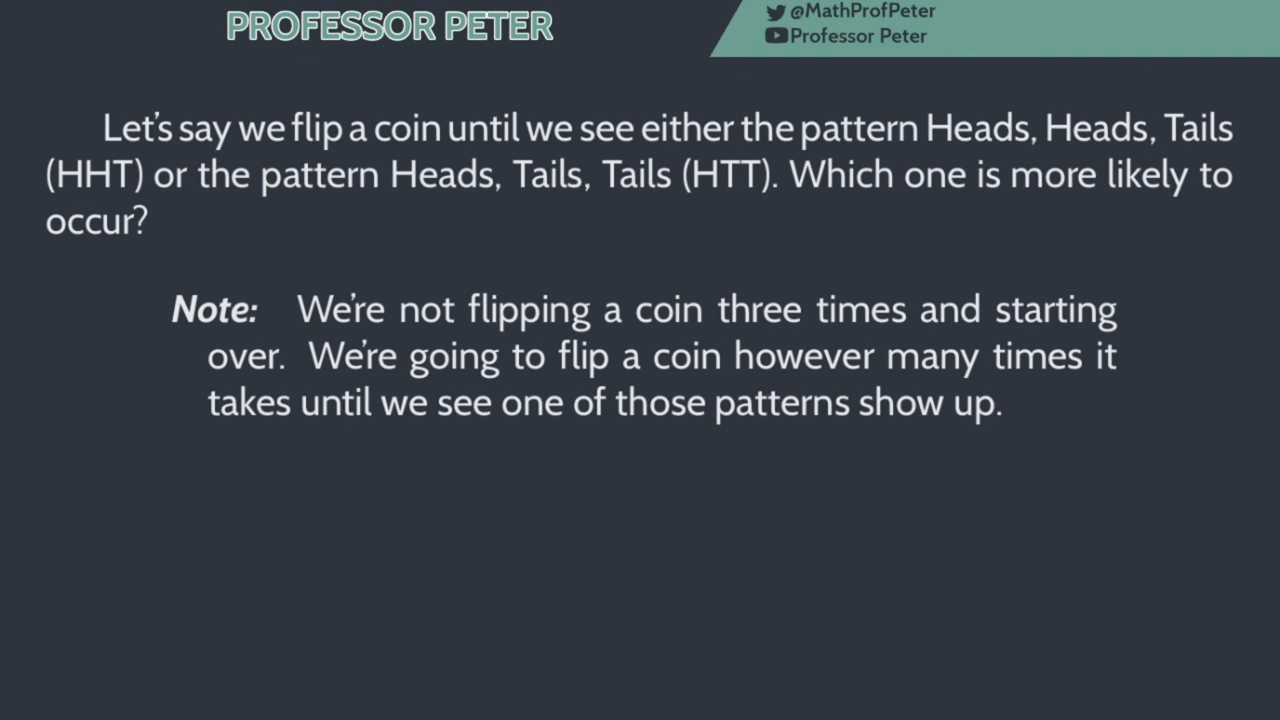 PROFESSOR PETER
@MathProfPeter
Professor Peter
Let's say we flip a coin until we see either the pattern Heads, Heads, Tails
(HHT) or the pattern Heads, Tails, Tails (HTT). Which one is more likely to
occur?
Note: We're not flipping a coin three times and starting
over. We're going to flip a coin however many times it
takes until we see one of those patterns show up.